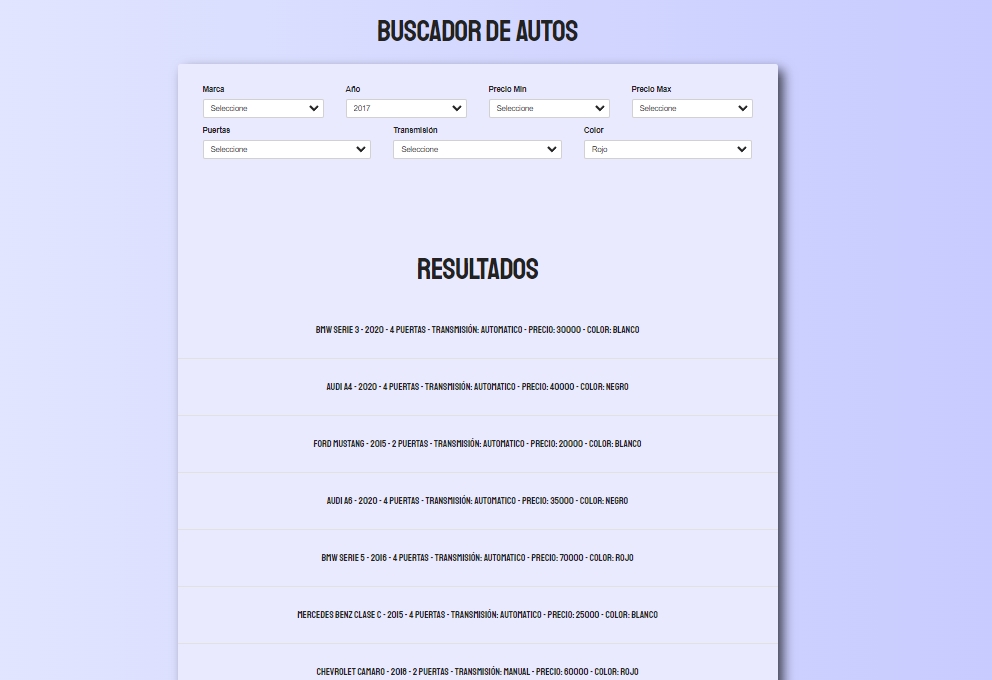 BUSCADOR DE AUTOS
Marca Año Precio Min Precio Max
Seleccione 2017 Seleccione Seleccione
Puertas Transmisión Color
Seleccione Seleccione Rojo
RESULTADOS
BMW SERIE 3 - 2020 - 4 PUERTAS - TRANSMISIÓN: AUTOMATICO - PRECIO: 30000 - COLOR: BLANCO
AUDI A4 - 2020 - 4 PUERTAS - TRANSMISIÓN: AUTOMATICO - PRECIO: 40000 - COLOR: NEGRO
FORD MUSTANG - 2015 - 2 PUERTAS - TRANSMISIÓN: AUTOMATICO - PRECIO: 20000 - COLOR: BLANCO
AUDI A6 - 2020 - 4 PUERTAS - TRANSMISIÓN: AUTOMATICO - PRECIO: 35000 - COLOR: NEGRO
BMW SERIE 5 - 2016 - 4 PUERTAS - TRANSMISIÓN: AUTOMATICO - PRECIO: 70000 - COLOR: ROJO
MERCEDES BENZ CLASE C - 2015 - 4 PUERTAS - TRANSMISIÓN: AUTOMATICO - PRECIO: 25000 - COLOR: BLANCO
CHEVROLET CAMARO - 2018 - 2 PUERTAS - TRANSMISIÓN: MANUAL - PRECIO: 60000 - COLOR: ROJO